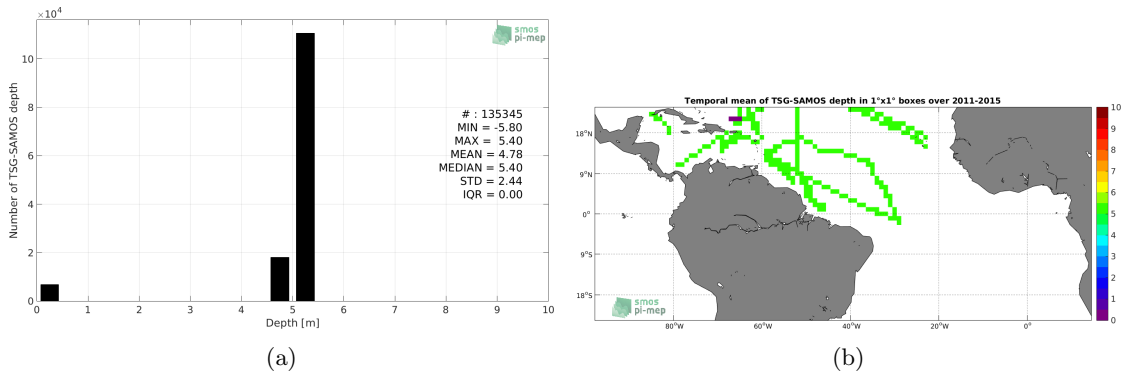 ×10⁴
smos
pi-mep
Number of TSG-SAMOS depth
10
8
6
4
2
0
# : 135345
MIN = -5.80
MAX = 5.40
MEAN = 4.78
MEDIAN = 5.40
STD = 2.44
IQR = 0.00
0 1 2 3 4 5 6 7 8 9 10
Depth [m]
(a)
Temporal mean of TSG-SAMOS depth in 1°x1° boxes over 2011-2015
18°N
9°N
0°
9°S
18°S
smos
pi-mep
80°W 60°W 40°W 20°W 0°
10
9
8
7
6
5
4
3
2
1
0
(b)